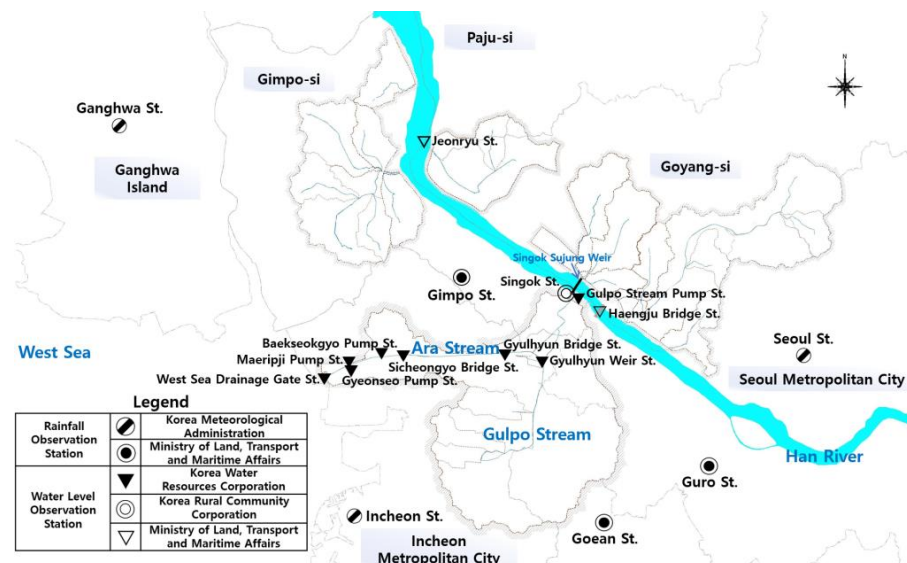 Paju-si
N
Gimpo-si
Ganghwa St.
Jeonryu St.
Ganghwa
Island
Goyang-si
Singok Sujung Weir
Singok St.
Gimpo St.
Gulpo Stream Pump St.
Haengju Bridge St.
West Sea
Baekseokgyo Pump St.
Ara Stream
Gyulhyun Bridge St.
Seoul St.
Maeripji Pump St.
Sicheongyo Bridge St.
Gyulhyun Weir St.
West Sea Drainage Gate St.
Gyeonseo Pump St.
Seoul Metropolitan City
Legend
Rainfall
Observation
Station
Korea Meteorological
Administration
Ministry of Land, Transport
and Maritime Affairs
Water Level
Observation
Station
Korea Water
Resources Corporation
Korea Rural Community
Corporation
Ministry of Land, Transport
and Maritime Affairs
Gulpo Stream
Han River
Guro St.
Incheon St.
Goean St.
Incheon
Metropolitan City